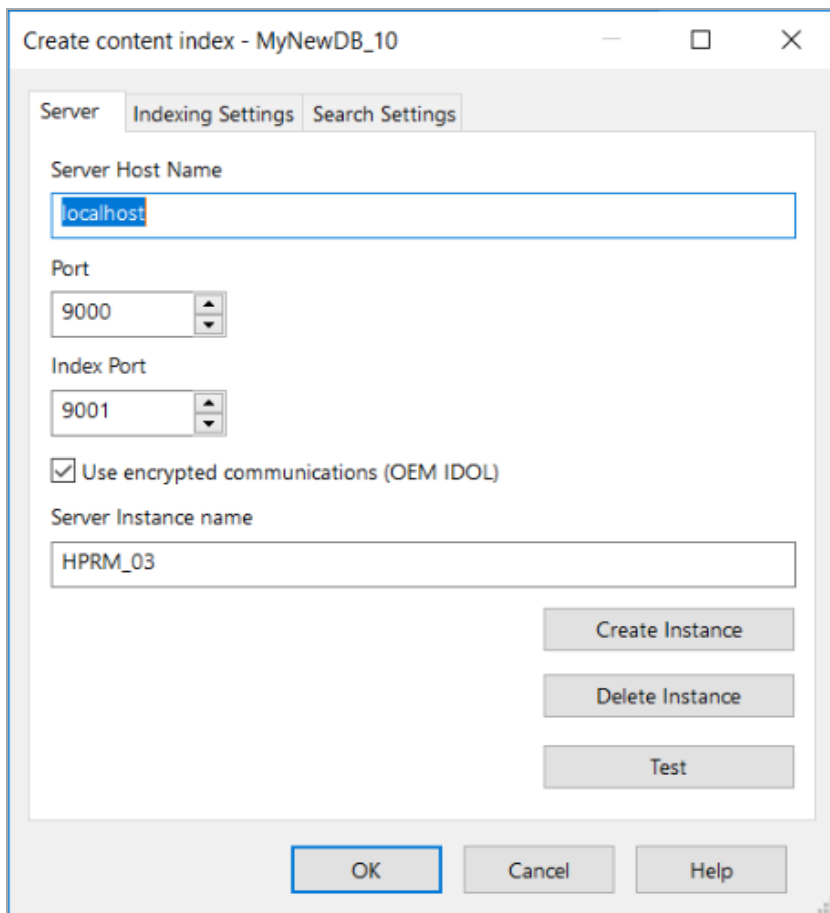 Create content index - MyNewDB_10
Server Indexing Settings Search Settings
Server Host Name
localhost
Port
9000
Index Port
9001
Use encrypted communications (OEM IDOL)
Server Instance name
HPRM_03
Create Instance
Delete Instance
Test
OK Cancel Help